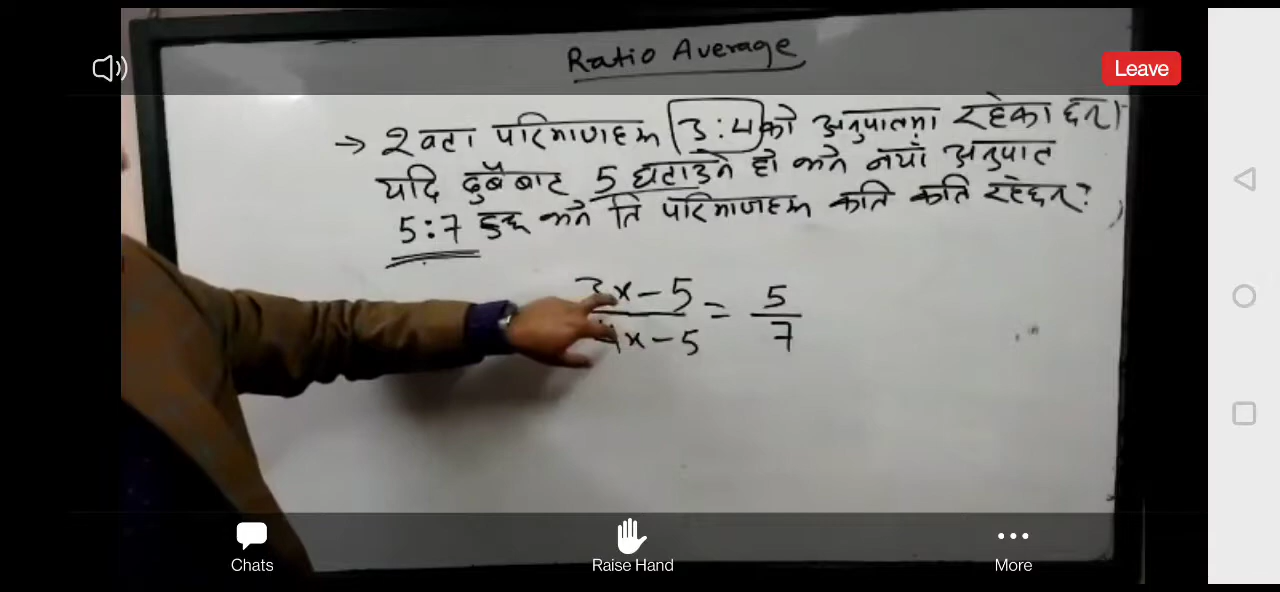 Ratio Average
Leave
→ २ वटा परिमाणहरू 3:4 को अनुपातमा रहेका छन्।
यदि दुबै बाट 5 घटाउने हो भने नयाँ अनुपात
5:7 हुन्छ भने ति परिमाणहरू कति कति रहेछन्?
3x-5 = 5
4x-5 7
Chats
Raise Hand
More